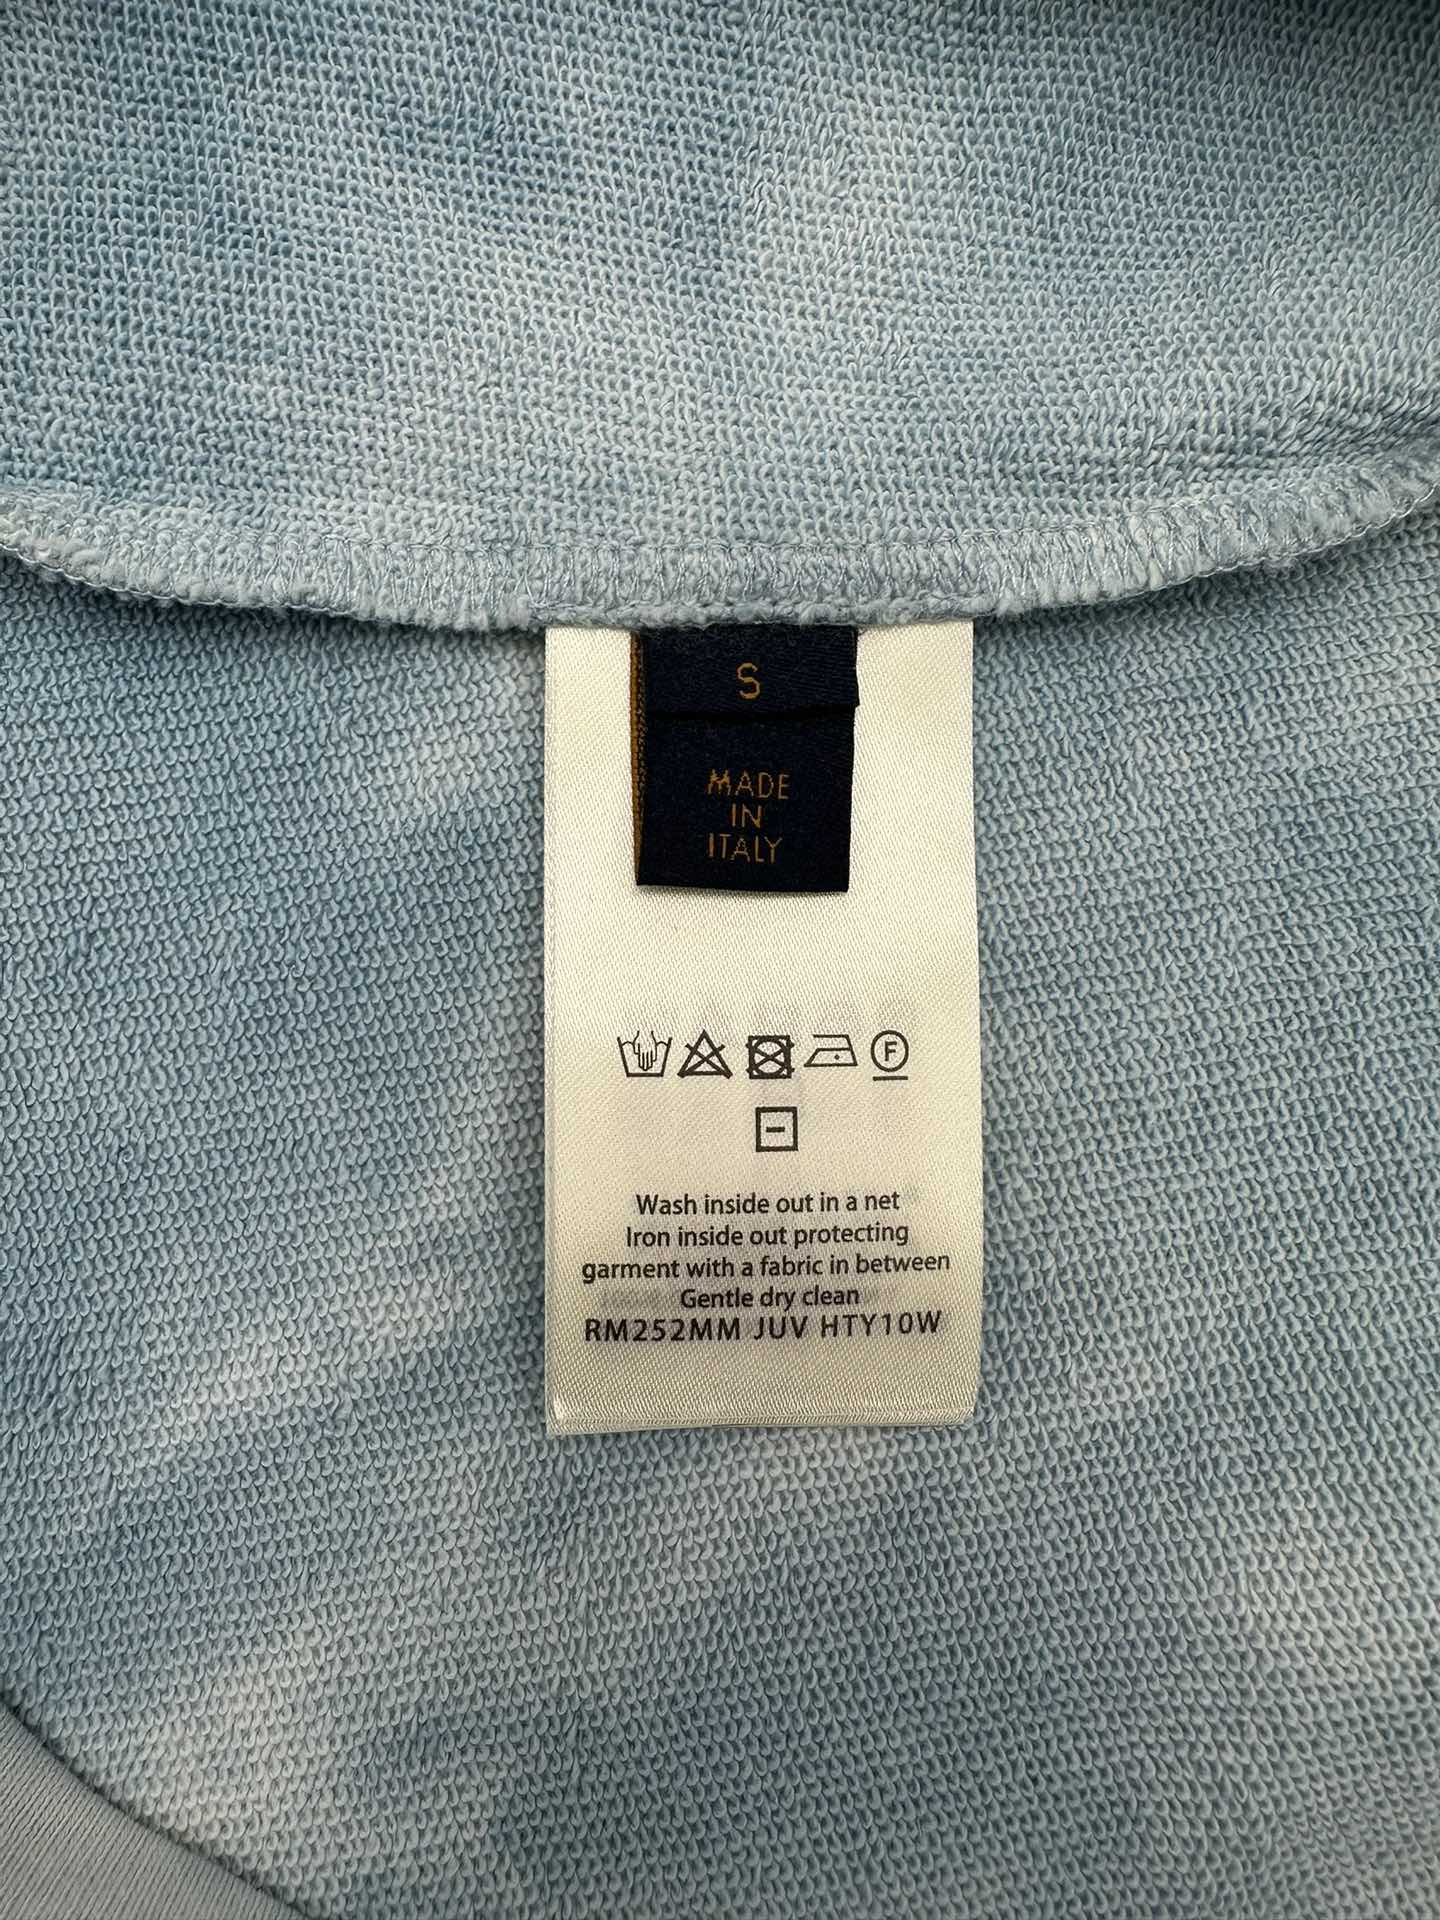 S
MADE
IN
ITALY
F
Wash inside out in a net
Iron inside out protecting
garment with a fabric in between
Gentle dry clean
RM252MM JUV HTY10W